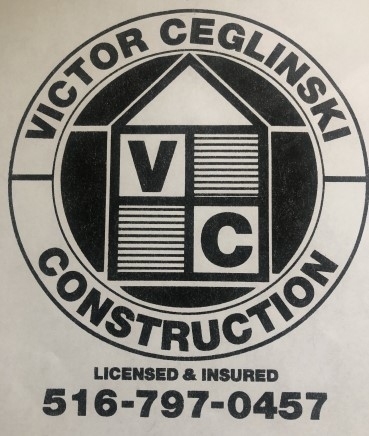 VICTOR CEGLINSKI
V
C
CONSTRUCTION
LICENSED & INSURED
516-797-0457